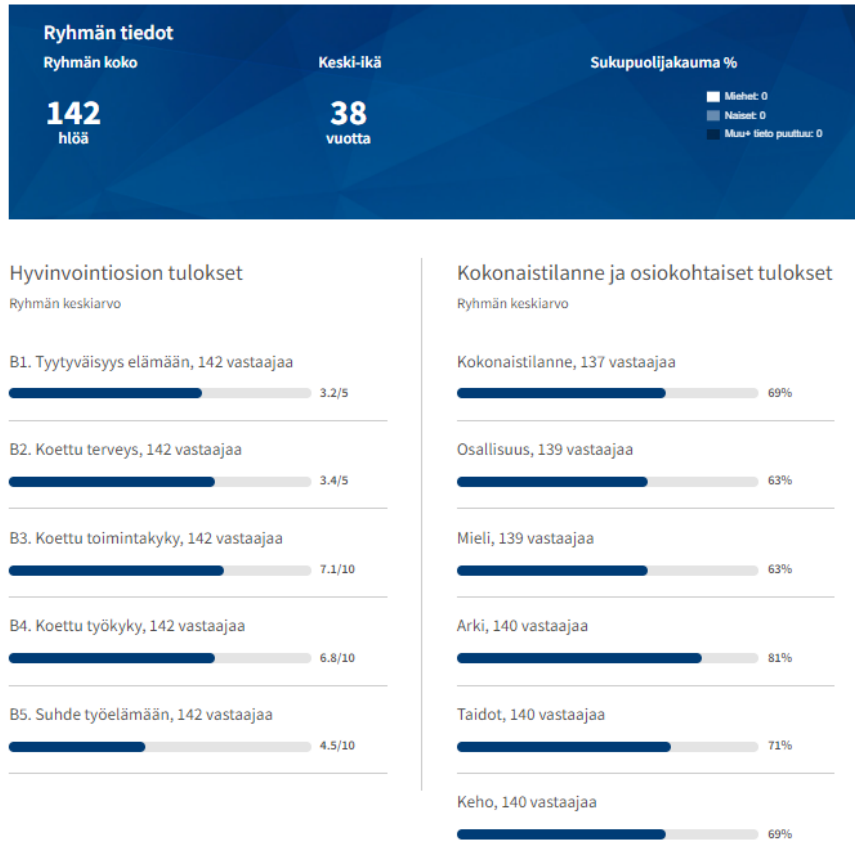 Ryhmän tiedot
Ryhmän koko
Keski-ikä
Sukupuolijakauma %
142
hlöä
38
vuotta
Miehet: 0
Naiset: 0
Muu+ tieto puuttuu: 0
Hyvinvointiosion tulokset
Ryhmän keskiarvo
B1. Tyytyväisyys elämään, 142 vastaajaa
3.2/5
B2. Koettu terveys, 142 vastaajaa
3.4/5
B3. Koettu toimintakyky, 142 vastaajaa
7.1/10
B4. Koettu työkyky, 142 vastaajaa
6.8/10
B5. Suhde työelämään, 142 vastaajaa
4.5/10
Kokonaistilanne ja osiokohtaiset tulokset
Ryhmän keskiarvo
Kokonaistilanne, 137 vastaajaa
69%
Osallisuus, 139 vastaajaa
63%
Mieli, 139 vastaajaa
63%
Arki, 140 vastaajaa
81%
Taidot, 140 vastaajaa
71%
Keho, 140 vastaajaa
69%